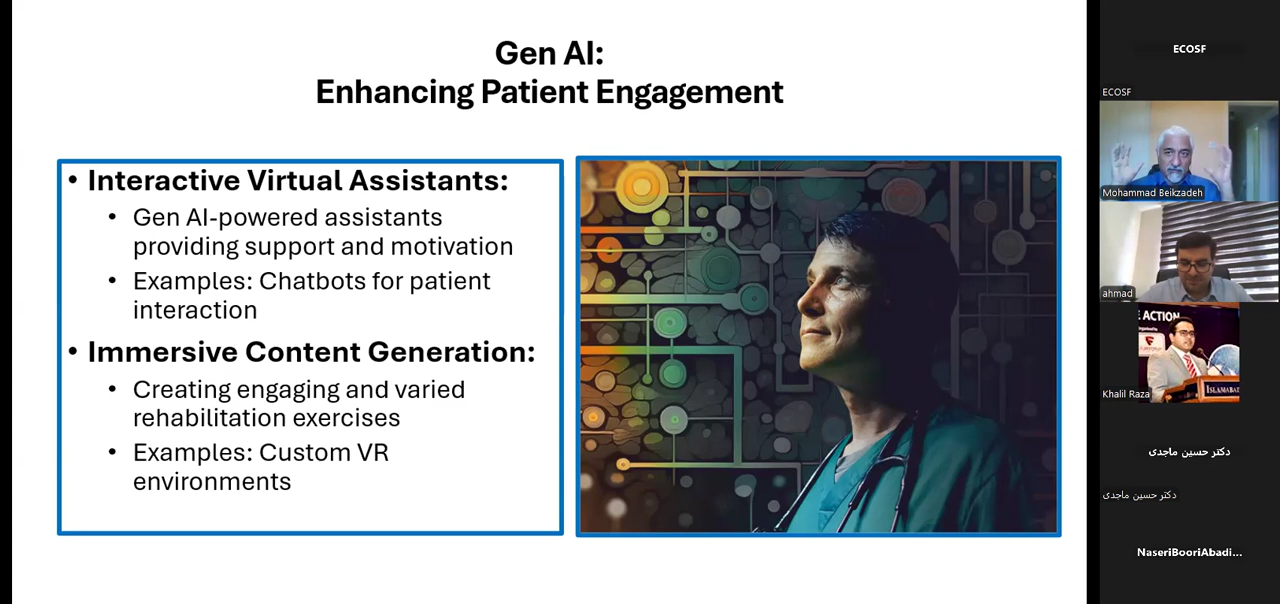 Gen AI:
Enhancing Patient Engagement
• Interactive Virtual Assistants:
• Gen AI-powered assistants
providing support and motivation
• Examples: Chatbots for patient
interaction
• Immersive Content Generation:
• Creating engaging and varied
rehabilitation exercises
• Examples: Custom VR
environments
ECOSF
ECOSF
Mohammad Beikzadeh
ahmad
E ACTION
ISLAMABAD
Khalil Raza
دکتر حسین ماجدی
دکتر حسین ماجدی
NaseriBooriAbadi...